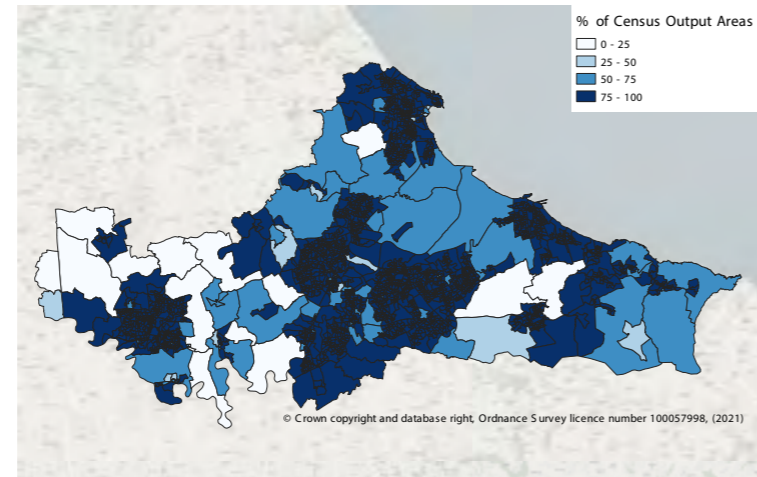 % of Census Output Areas
0 - 25
25 - 50
50 - 75
75 - 100
© Crown copyright and database right, Ordnance Survey licence number 100057998, (2021)